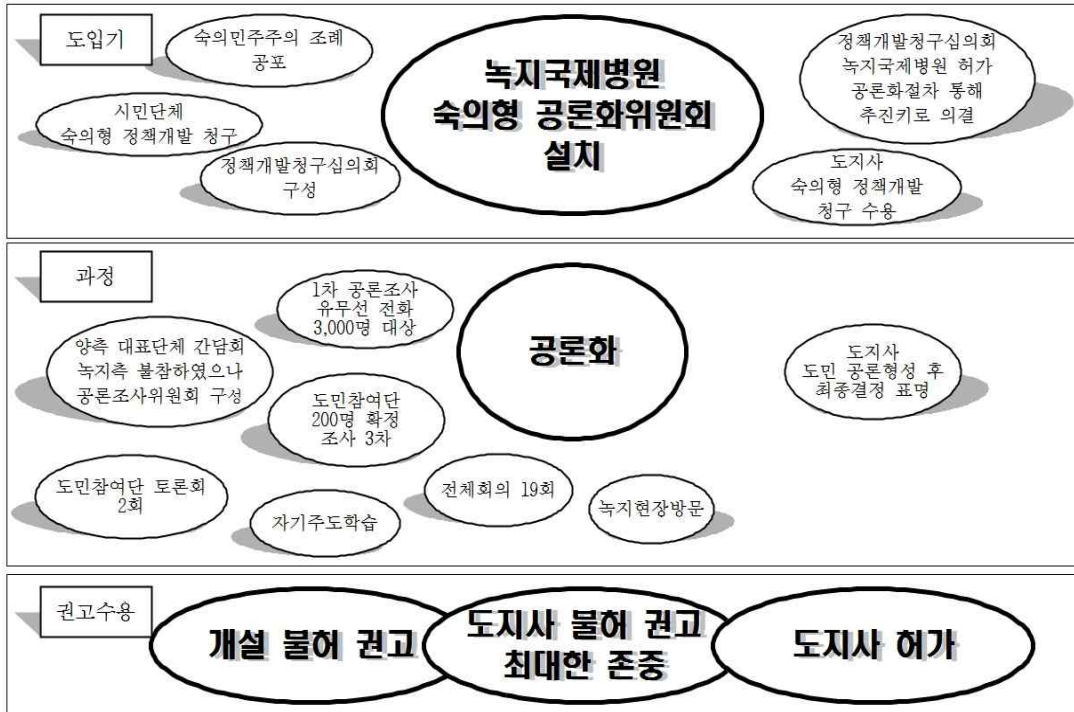 도입기
숙의민주주의 조례
공포
시민단체
숙의형 정책개발 청구
정책개발청구심의회
구성
녹지국제병원
숙의형 공론화위원회
설치
정책개발청구심의회
녹지국제병원 허가
공론화절차 통해
추진키로 의결
도지사
숙의형 정책개발
청구 수용
과정
1차 공론조사
유무선 전화
3,000명 대상
양측 대표단체 간담회
녹지측 불참하였으나
공론조사위원회 구성
도민참여단
200명 확정
조사 3차
공론화
도지사
도민 공론형성 후
최종결정 표명
도민참여단 토론회
2회
자기주도학습
전체회의 19회
녹지현장방문
권고수용
개설 불허 권고
도지사 불허 권고
최대한 존중
도지사 허가